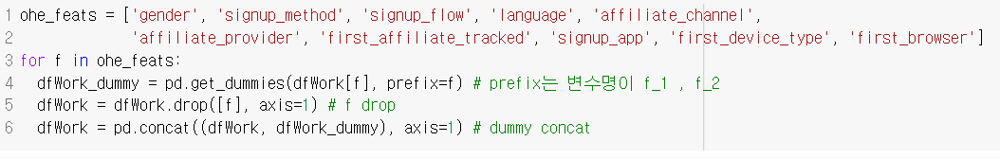 1 ohe_feats = ['gender', 'signup_method', 'signup_flow', 'language', 'affiliate_channel',
2 'affiliate_provider', 'first_affiliate_tracked', 'signup_app', 'first_device_type', 'first_browser']
3 for f in ohe_feats:
4 dfWork_dummy = pd.get_dummies(dfWork[f], prefix=f) # prefix는 변수명이 f_1 , f_2
5 dfWork = dfWork.drop([f], axis=1) # f drop
6 dfWork = pd.concat((dfWork, dfWork_dummy), axis=1) # dummy concat